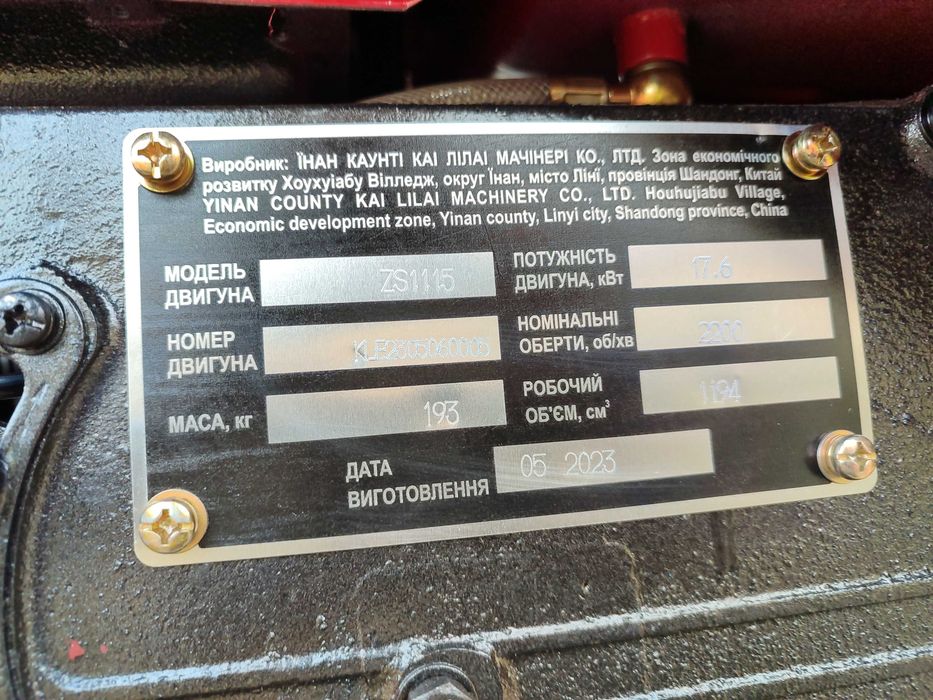 Виробник: ЇНАН КАУНТІ КАІ ЛІЛАІ МАЧІНЕРІ КО., ЛТД. Зона економічного
розвитку Хоухуіабу Вілледж, округ Їнан, місто Ліні, провінція Шандонг, Китай
YINAN COUNTY KAI LILAI MACHINERY CO., LTD. Houhujiabu Village,
Economic development zone, Yinan county, Linyi city, Shandong province, China
МОДЕЛЬ
ДВИГУНА
ZS1115
НОМЕР
ДВИГУНА
KLF2305060005
МАСА, кг
193
ПОТУЖНІСТЬ
ДВИГУНА, кВт
17.6
НОМІНАЛЬНІ
ОБЕРТИ, об/хв
2200
РОБОЧИЙ
ОБ'ЄМ, см³
1194
ДАТА
ВИГОТОВЛЕННЯ
05 2023